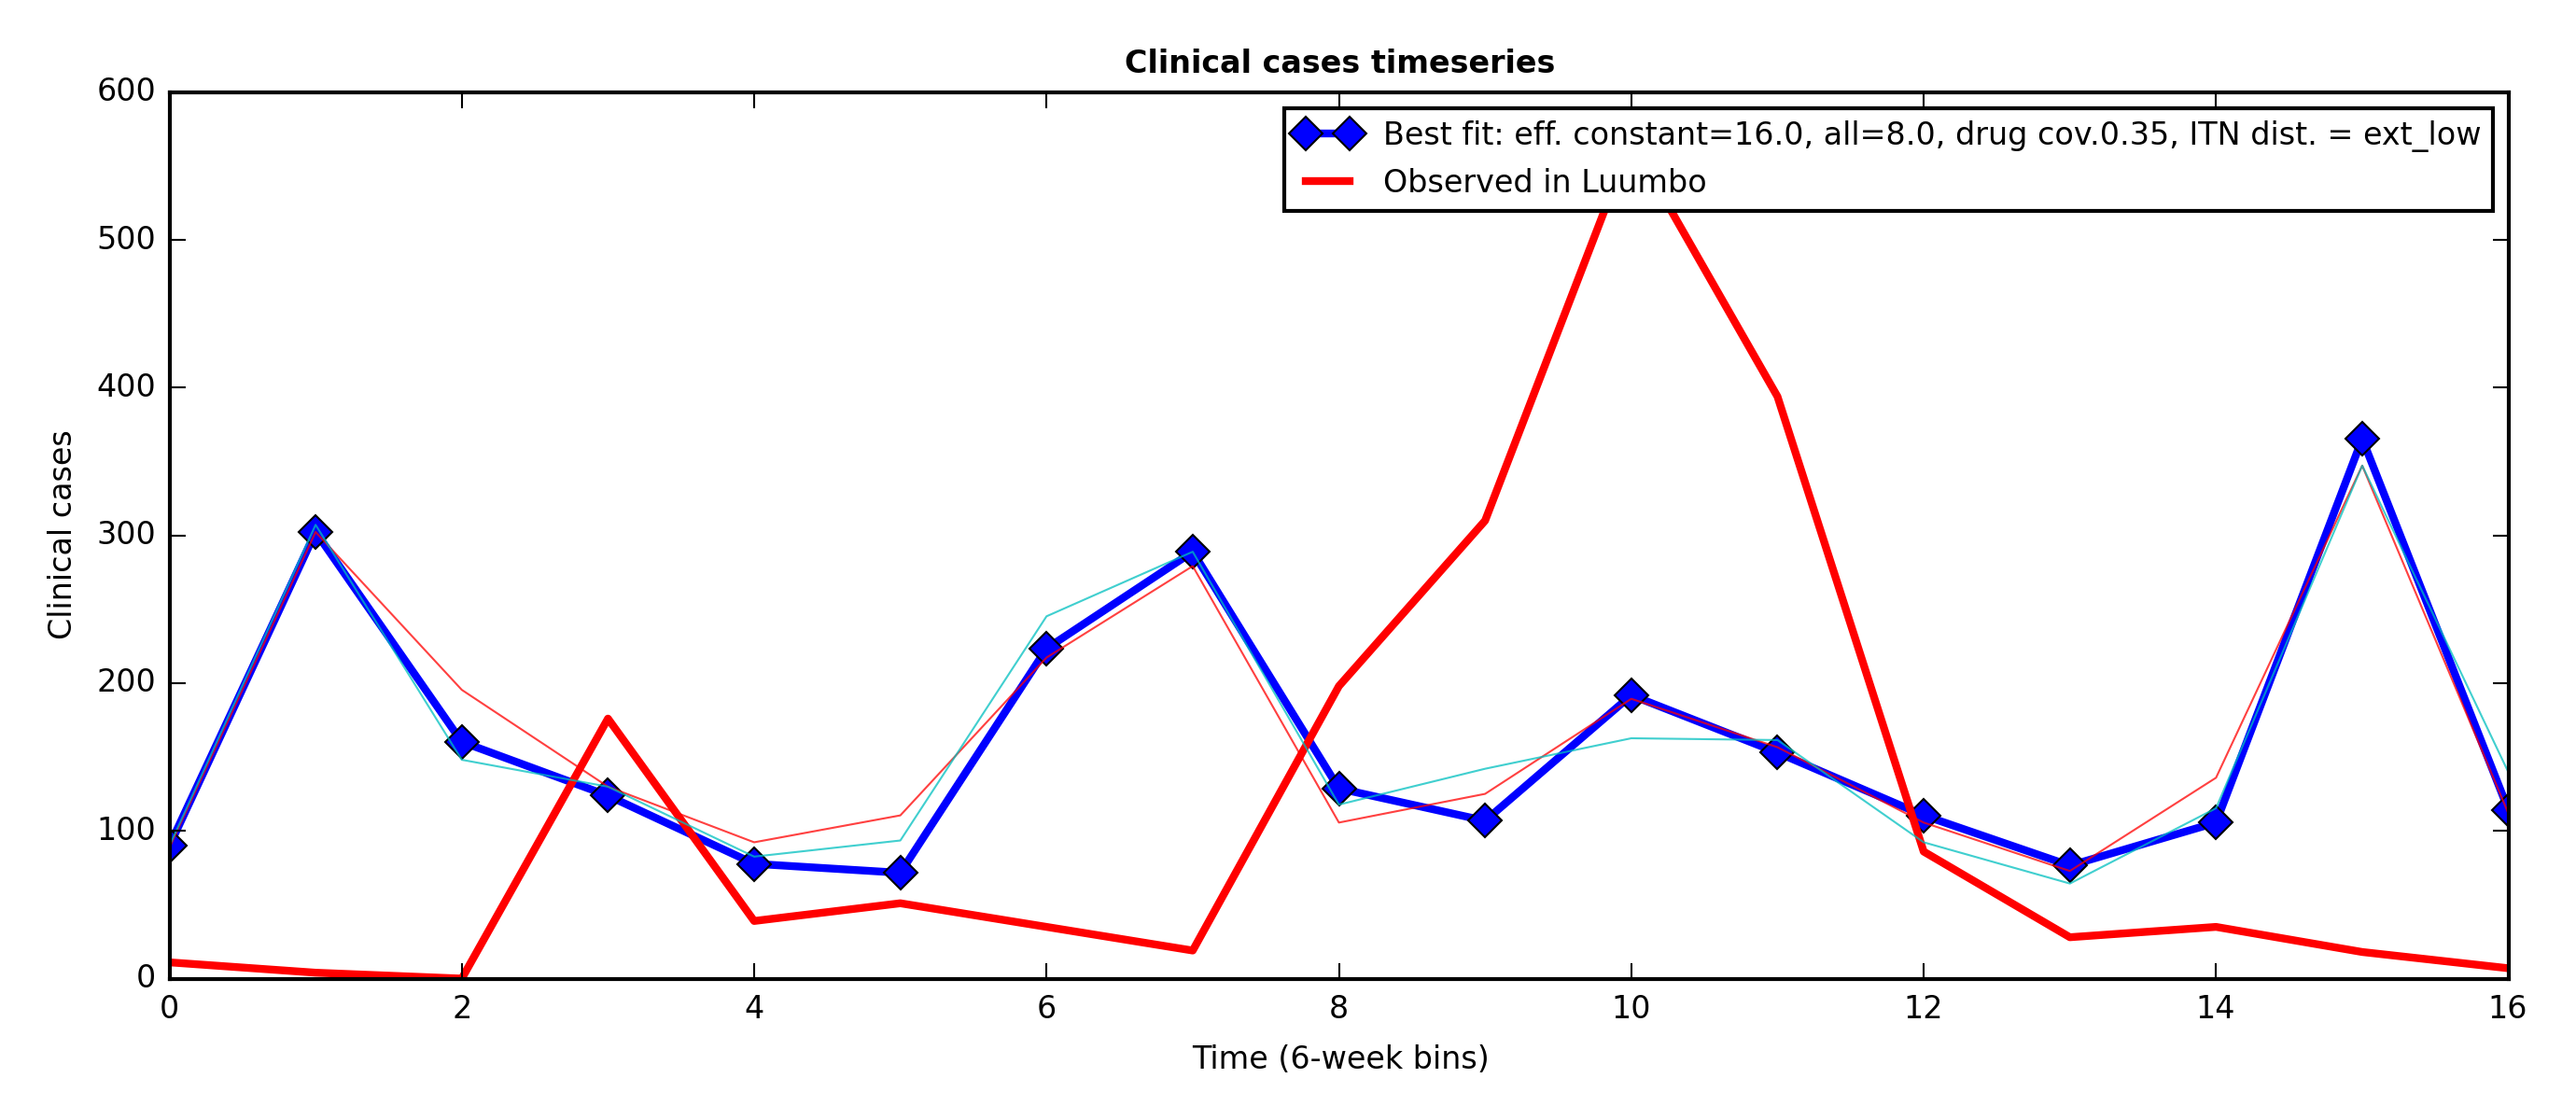 Clinical cases timeseries
600
500
400
300
200
100
0
Clinical cases
Best fit: eff. constant=16.0, all=8.0, drug cov.0.35, ITN dist. = ext_low
Observed in Luumbo
0 2 4 6 8 10 12 14 16
Time (6-week bins)